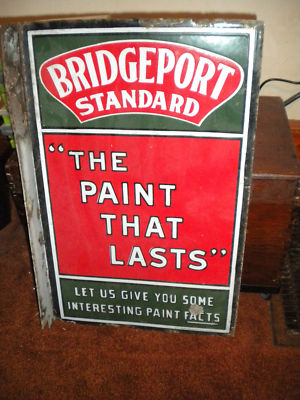 BRIDGEPORT
STANDARD
"THE
PAINT
THAT
LASTS"
LET US GIVE YOU SOME
INTERESTING PAINT FACTS